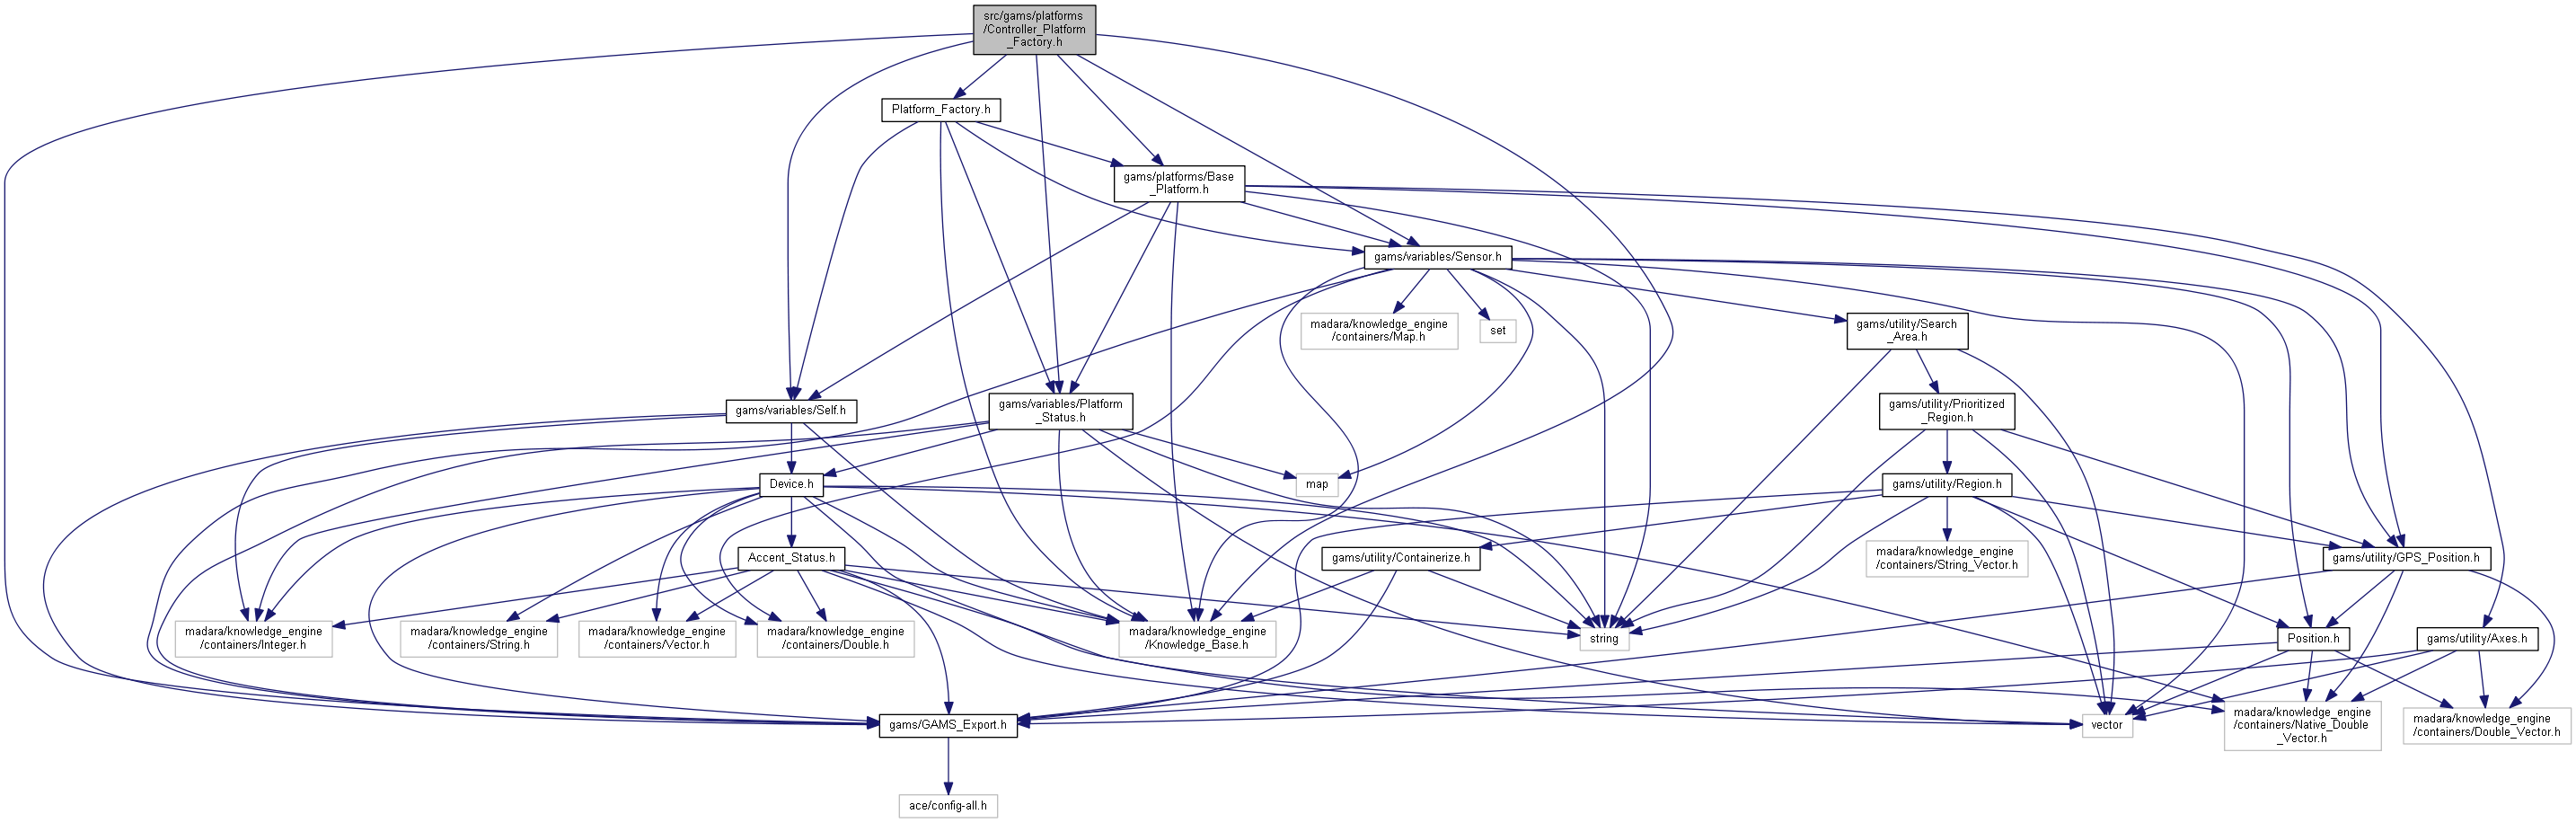 src/gams/platforms
/Controller_Platform
_Factory.h
Platform_Factory.h
gams/platforms/Base
_Platform.h
gams/variables/Sensor.h
madara/knowledge_engine
/containers/Map.h
set
gams/utility/Search
_Area.h
gams/variables/Self.h
gams/variables/Platform
_Status.h
gams/utility/Prioritized
_Region.h
Device.h
map
gams/utility/Region.h
Accent_Status.h
gams/utility/Containerize.h
madara/knowledge_engine
/containers/String_Vector.h
gams/utility/GPS_Position.h
madara/knowledge_engine
/containers/Integer.h
madara/knowledge_engine
/containers/String.h
madara/knowledge_engine
/containers/Vector.h
madara/knowledge_engine
/containers/Double.h
madara/knowledge_engine
/Knowledge_Base.h
string
Position.h
gams/utility/Axes.h
gams/GAMS_Export.h
vector
madara/knowledge_engine
/containers/Native_Double
_Vector.h
madara/knowledge_engine
/containers/Double_Vector.h
ace/config-all.h